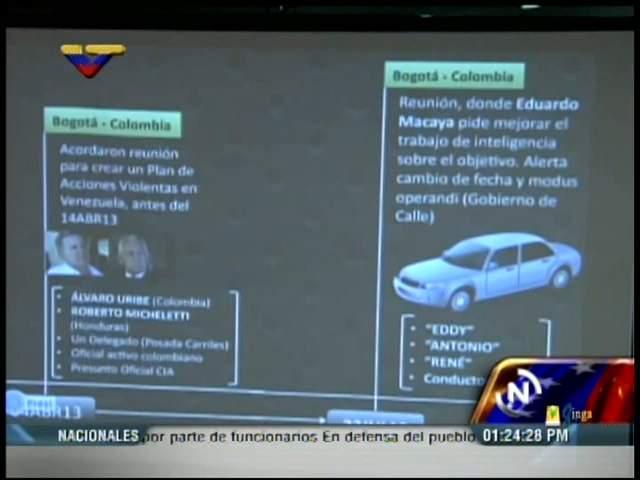 Bogotá - Colombia
Acordaron reunión
para crear un Plan de
Acciones Violentas en
Venezuela, antes del
14ABR13
ÁLVARO URIBE (Colombia)
ROBERTO MICHELETTI
(Honduras)
Un Delegado (Posada Carriles)
Oficial activo colombiano
Presunto Oficial CIA
Bogotá - Colombia
Reunión, donde Eduardo
Macaya pide mejorar el
trabajo de inteligencia
sobre el objetivo. Alerta
cambio de fecha y modus
operandi (Gobierno de
Calle)
"EDDY"
"ANTONIO"
"RENÉ"
Conducto
ABR13
N
inga
NACIONALES
por parte de funcionarios En defensa del pueblo
01:24:28 PM